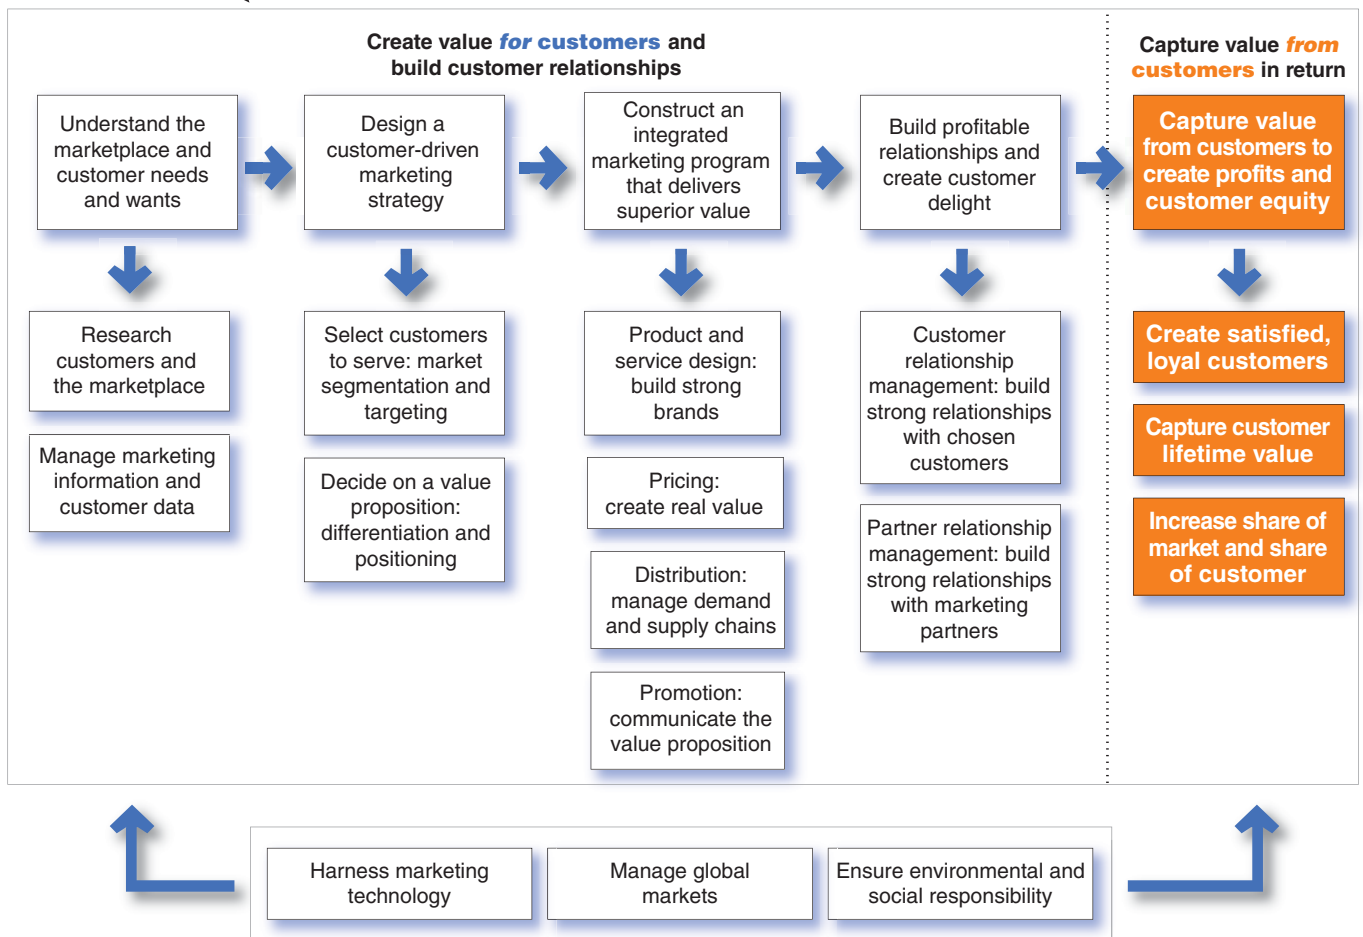 Create value for customers and
build customer relationships
Capture value from
customers in return
Understand the
marketplace and
customer needs
and wants
Design a
customer-driven
marketing
strategy
Construct an
integrated
marketing program
that delivers
superior value
Build profitable
relationships and
create customer
delight
Capture value
from customers to
create profits and
customer equity
Research
customers and
the marketplace
Manage marketing
information and
customer data
Select customers
to serve: market
segmentation and
targeting
Decide on a value
proposition:
differentiation and
positioning
Product and
service design:
build strong
brands
Pricing:
create real value
Distribution:
manage demand
and supply chains
Promotion:
communicate the
value proposition
Customer
relationship
management: build
strong relationships
with chosen
customers
Partner relationship
management: build
strong relationships
with marketing
partners
Create satisfied,
loyal customers
Capture customer
lifetime value
Increase share of
market and share
of customer
Harness marketing
technology
Manage global
markets
Ensure environmental and
social responsibility